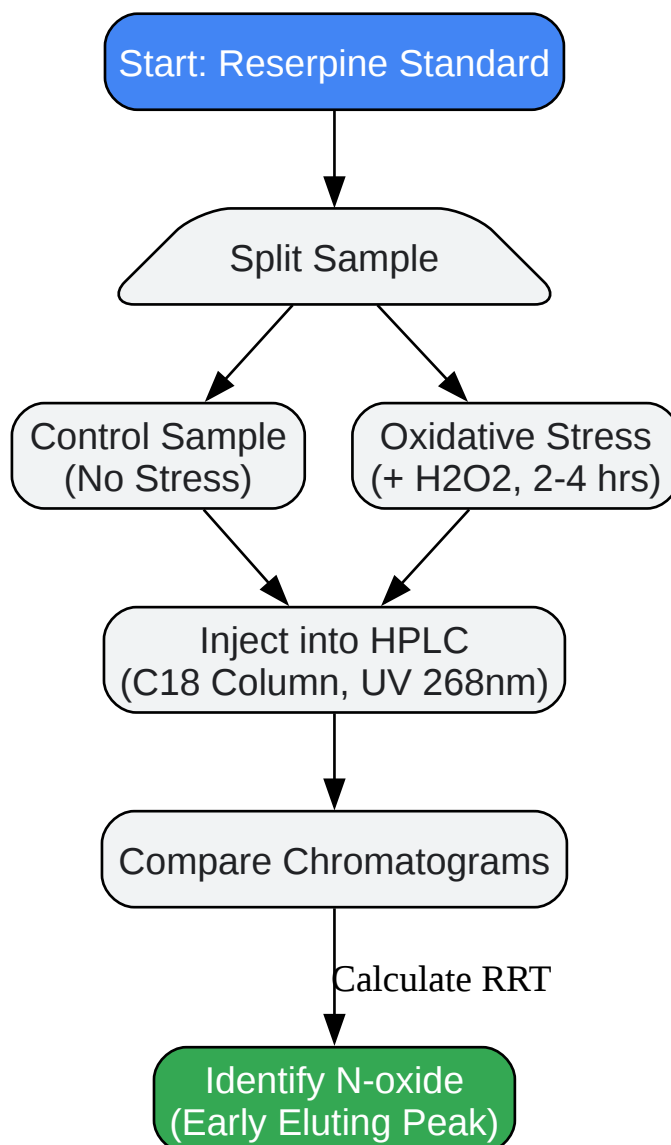 Start: Reserpine Standard
Split Sample
Control Sample
(No Stress)
Oxidative Stress
(+ H2O2, 2-4 hrs)
Inject into HPLC
(C18 Column, UV 268nm)
Compare Chromatograms
Calculate RRT
Identify N-oxide
(Early Eluting Peak)